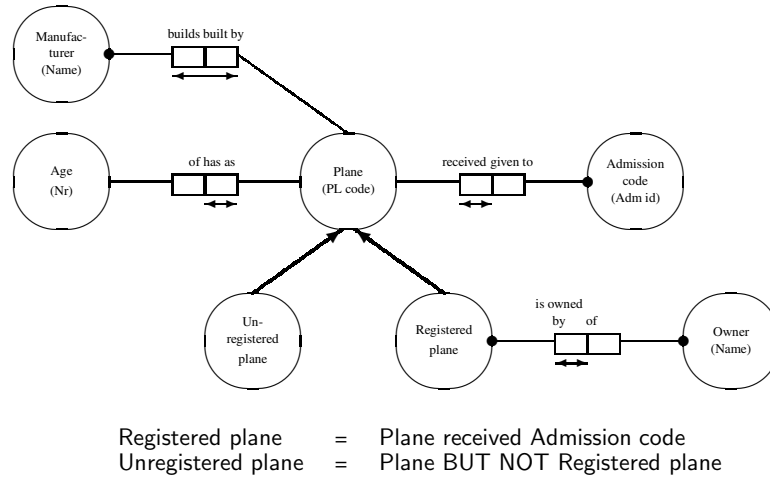 Manufac-
turer
(Name)
builds built by
Age
(Nr)
of has as
Plane
(PL code)
received given to
Admission
code
(Adm id)
Un-
registered
plane
Registered
plane
is owned
by of
Owner
(Name)
Registered plane = Plane received Admission code
Unregistered plane = Plane BUT NOT Registered plane